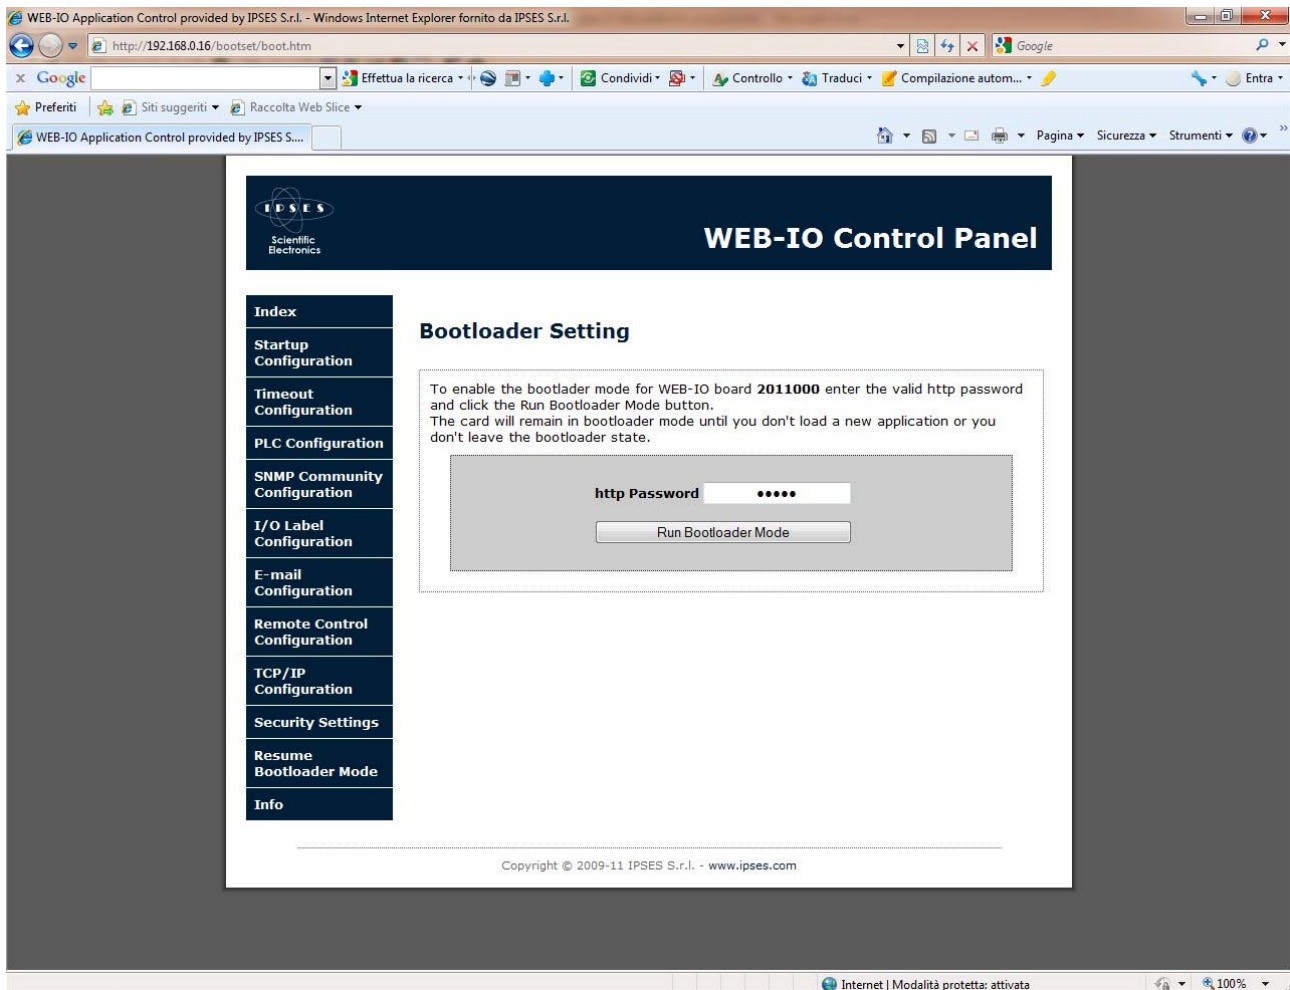 WEB-IO Application Control provided by IPSES S.r.l. - Windows Internet Explorer fornito da IPSES S.r.l.
http://192.168.0.16/bootset/boot.htm
Google
x Google
Effettua la ricerca
Condividi
Controllo
Traduci
Compilazione autom...
Entra
Preferiti
Siti suggeriti
Raccolta Web Slice
WEB-IO Application Control provided by IPSES S....
Pagina
Sicurezza
Strumenti
»
IPSES
Scientific
Electronics
WEB-IO Control Panel
Index
Startup
Configuration
Timeout
Configuration
PLC Configuration
SNMP Community
Configuration
I/O Label
Configuration
E-mail
Configuration
Remote Control
Configuration
TCP/IP
Configuration
Security Settings
Resume
Bootloader Mode
Info
Bootloader Setting
To enable the bootlader mode for WEB-IO board 2011000 enter the valid http password
and click the Run Bootloader Mode button.
The card will remain in bootloader mode until you don't load a new application or you
don't leave the bootloader state.
http Password •••••
Run Bootloader Mode
Copyright © 2009-11 IPSES S.r.l. - www.ipses.com
Internet | Modalità protetta: attivata
100%